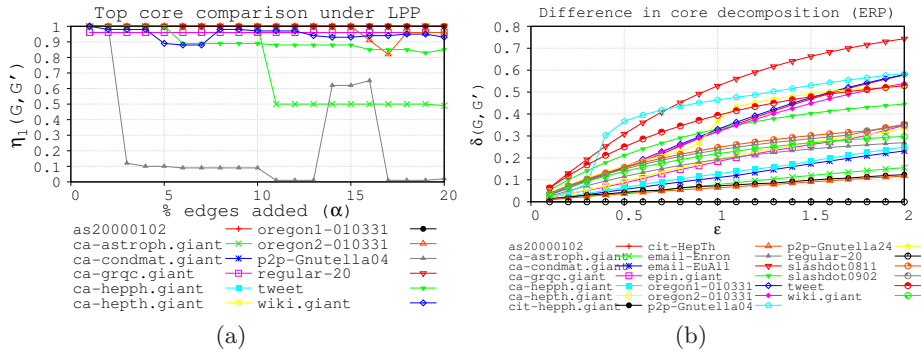 Top core comparison under LPP
η1(G,G')
1
0.9
0.8
0.7
0.6
0.5
0.4
0.3
0.2
0.1
0
0 5 10 15 20
% edges added (α)
as20000102 oregon1-010331
ca-astroph.giant oregon2-010331
ca-condmat.giant p2p-Gnutella04
ca-grqc.giant regular-20
ca-hepph.giant tweet
ca-hepth.giant wiki.giant
(a)
Difference in core decomposition (ERP)
δ(G,G')
0.8
0.7
0.6
0.5
0.4
0.3
0.2
0.1
0
0 0.5 1 1.5 2
ε
as20000102 cit-HepTh p2p-Gnutella24
ca-astroph.giant email-Enron regular-20
ca-condmat.giant email-EuAll slashdot0811
ca-grqc.giant epin.giant slashdot0902
ca-hepph.giant oregon1-010331 tweet
ca-hepth.giant oregon2-010331 wiki.giant
cit-hepph.giant p2p-Gnutella04
(b)